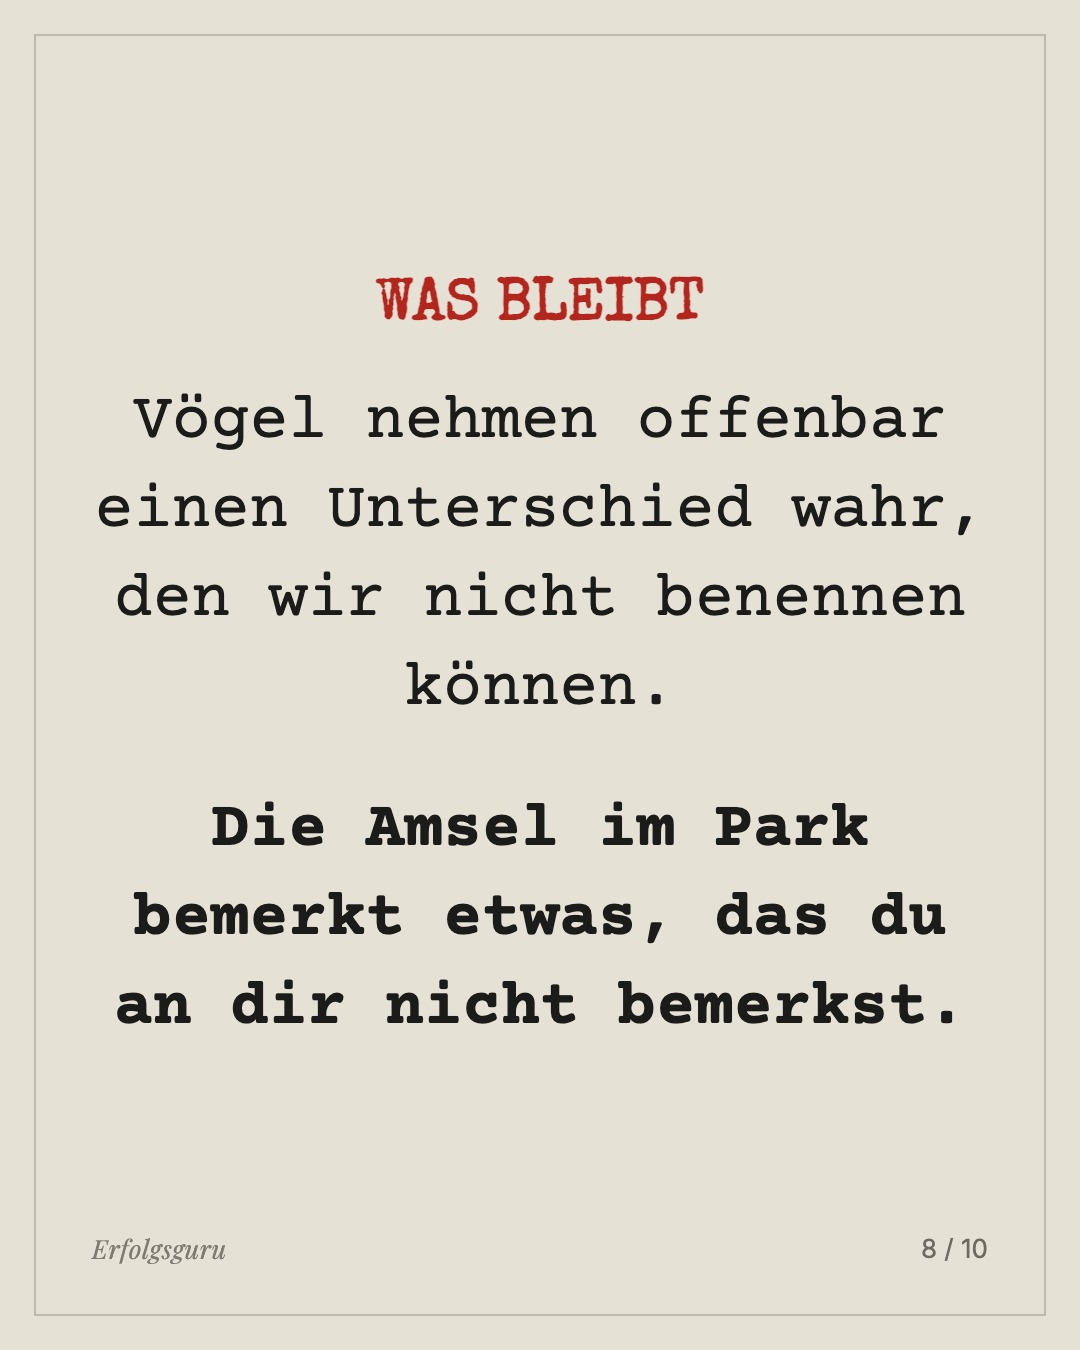 WAS BLEIBT
Vögel nehmen offenbar
einen Unterschied wahr,
den wir nicht benennen
können.
Die Amsel im Park
bemerkt etwas, das du
an dir nicht bemerkst.
Erfolgsguru
8 / 10